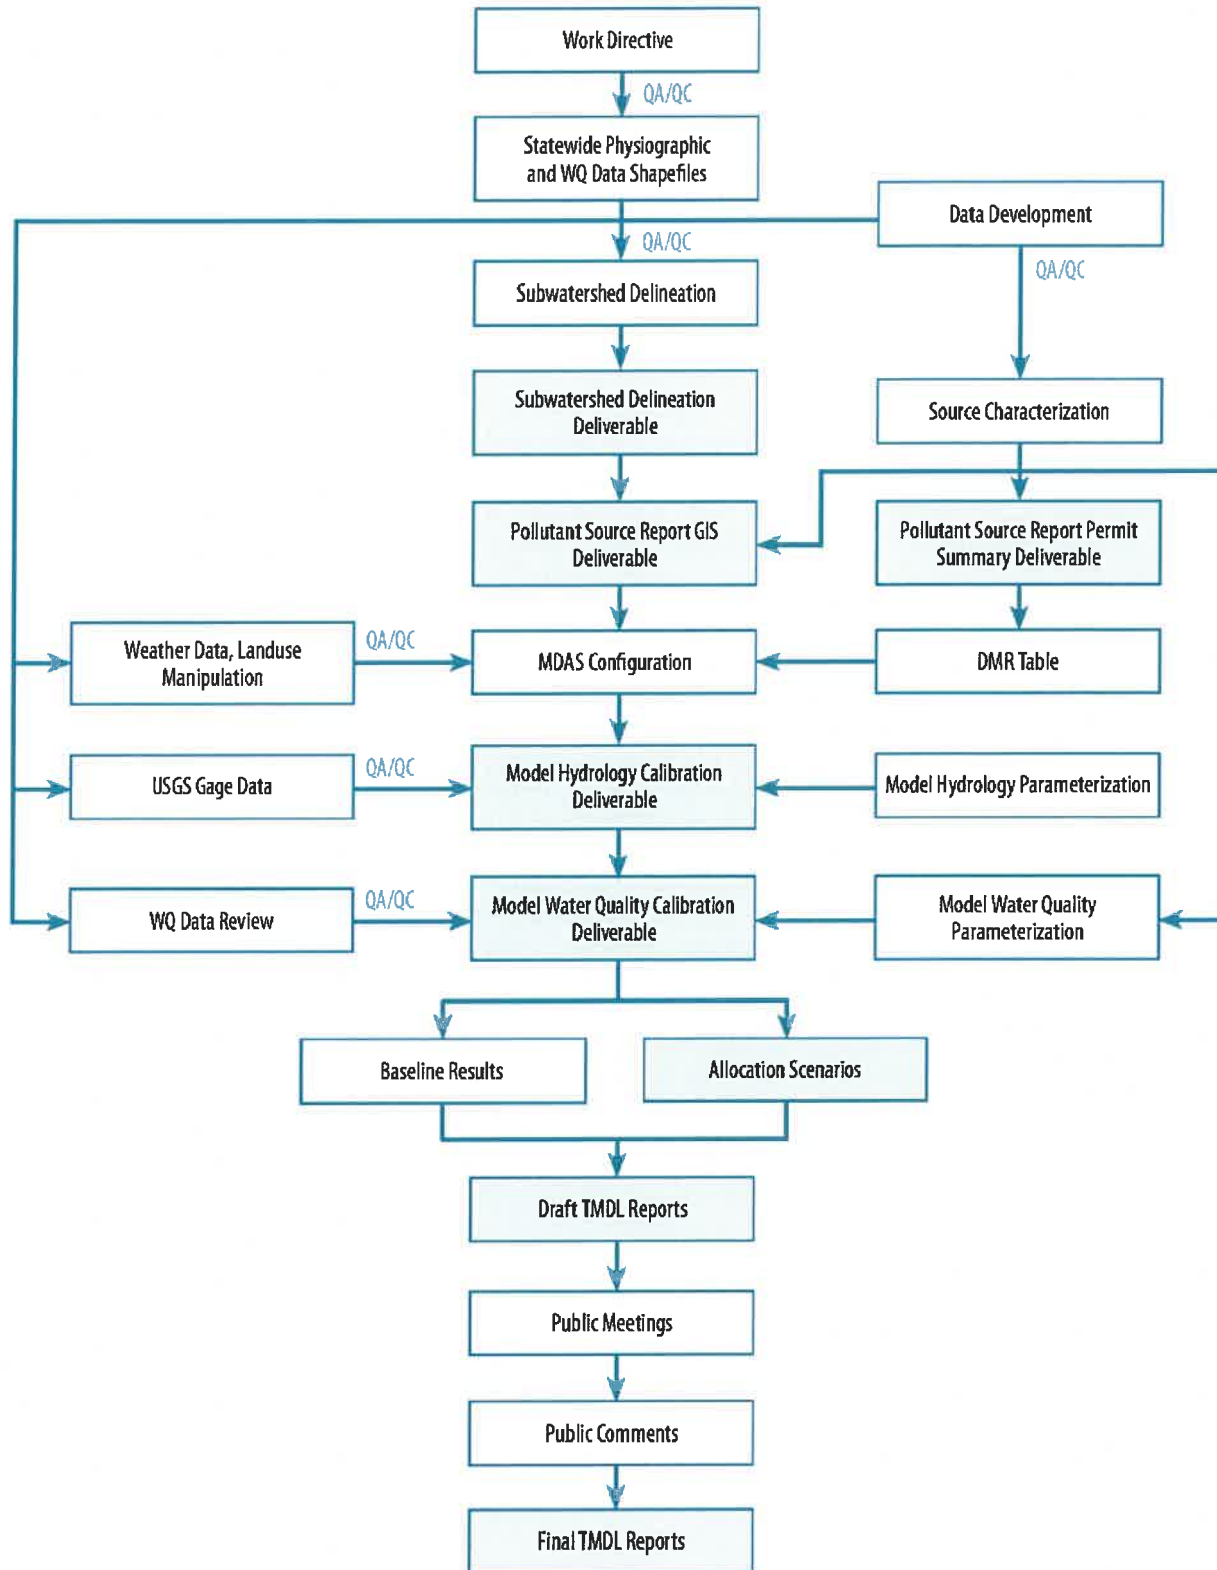 Work Directive
QA/QC
Statewide Physiographic
and WQ Data Shapefiles
Data Development
QA/QC
QA/QC
Subwatershed Delineation
Subwatershed Delineation
Deliverable
Source Characterization
Pollutant Source Report GIS
Deliverable
Pollutant Source Report Permit
Summary Deliverable
Weather Data, Landuse
Manipulation
QA/QC
MDAS Configuration
DMR Table
USGS Gage Data
QA/QC
Model Hydrology Calibration
Deliverable
Model Hydrology Parameterization
WQ Data Review
QA/QC
Model Water Quality Calibration
Deliverable
Model Water Quality
Parameterization
Baseline Results
Allocation Scenarios
Draft TMDL Reports
Public Meetings
Public Comments
Final TMDL Reports